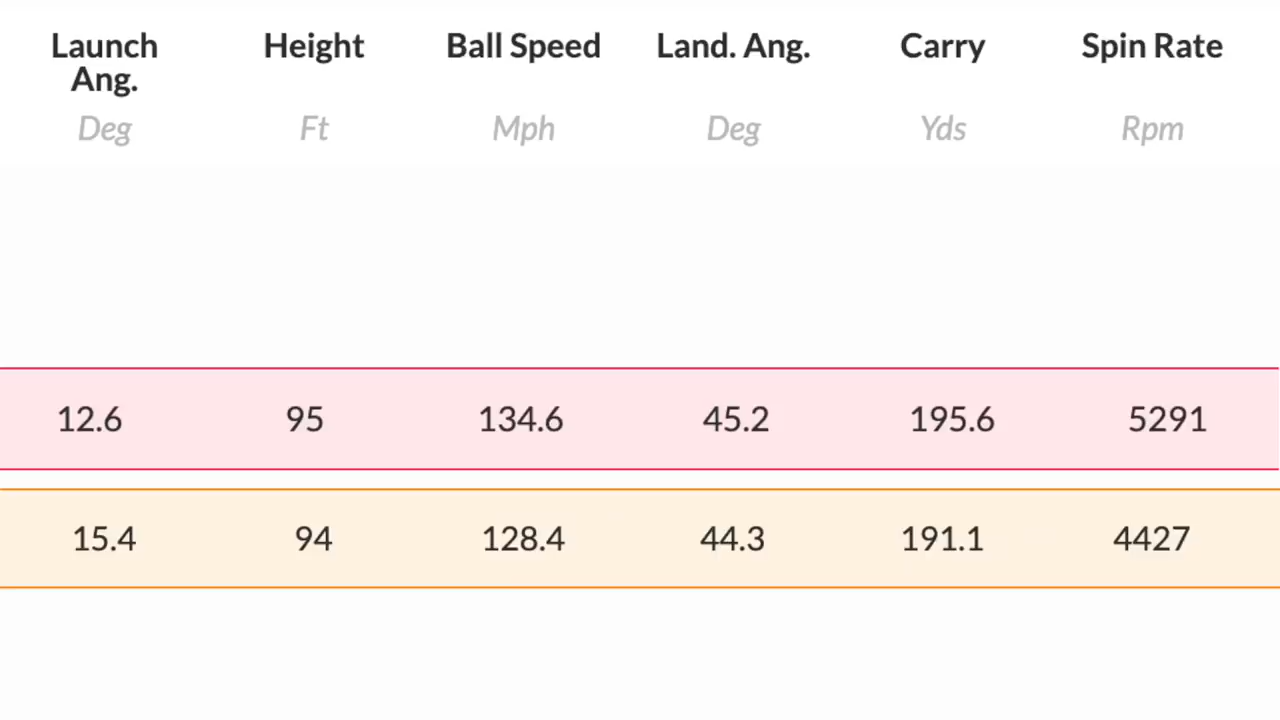 Launch Ang. Height Ball Speed Land. Ang. Carry Spin Rate
Deg Ft Mph Deg Yds Rpm
12.6 95 134.6 45.2 195.6 5291
15.4 94 128.4 44.3 191.1 4427